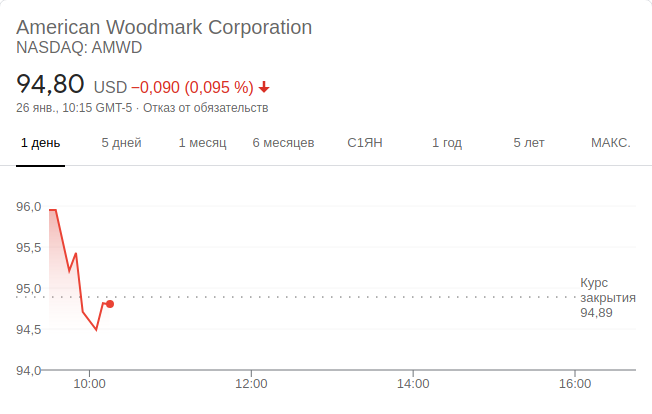 American Woodmark Corporation
NASDAQ: AMWD
94,80 USD −0,090 (0,095 %)
26 янв., 10:15 GMT-5 · Отказ от обязательств
1 день 5 дней 1 месяц 6 месяцев С1ЯН 1 год 5 лет МАКС.
96,0
95,5
95,0
94,5
94,0
Курс
закрытия
94,89
10:00 12:00 14:00 16:00